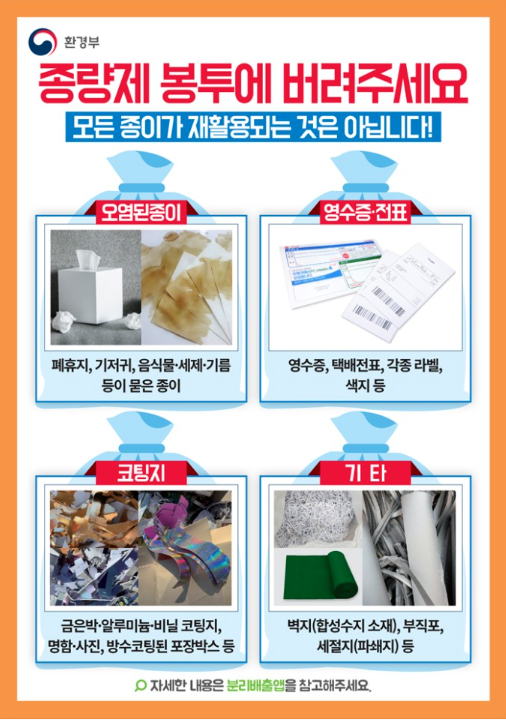 환경부
종량제 봉투에 버려주세요
모든 종이가 재활용되는 것은 아닙니다!
오염된종이
영수증·전표
폐휴지, 기저귀, 음식물·세제·기름
등이 묻은 종이
영수증, 택배전표, 각종 라벨,
색지 등
코팅지
기 타
금은박·알루미늄·비닐 코팅지,
명함·사진, 방수코팅된 포장박스 등
벽지(합성수지 소재), 부직포,
세절지(파쇄지) 등
자세한 내용은 분리배출앱을 참고해주세요.